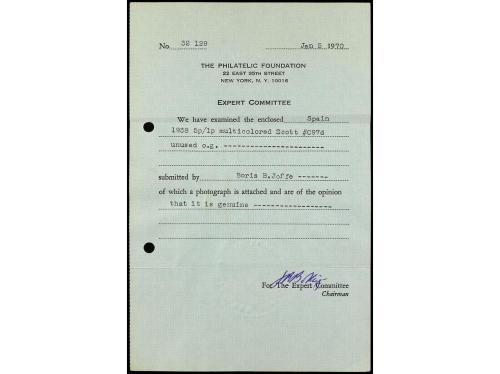 No. 32 129 Jan 5 1970
THE PHILATELIC FOUNDATION
22 EAST 35TH STREET
NEW YORK, N. Y. 10016
EXPERT COMMITTEE
We have examined the enclosed Spain
1938 5p/1p multicolored Scott #C97d
unused o.g. -----------------------
submitted by Boris B.Joffe -------
of which a photograph is attached and are of the opinion
that it is genuine ----------------
For The Expert Committee
Chairman